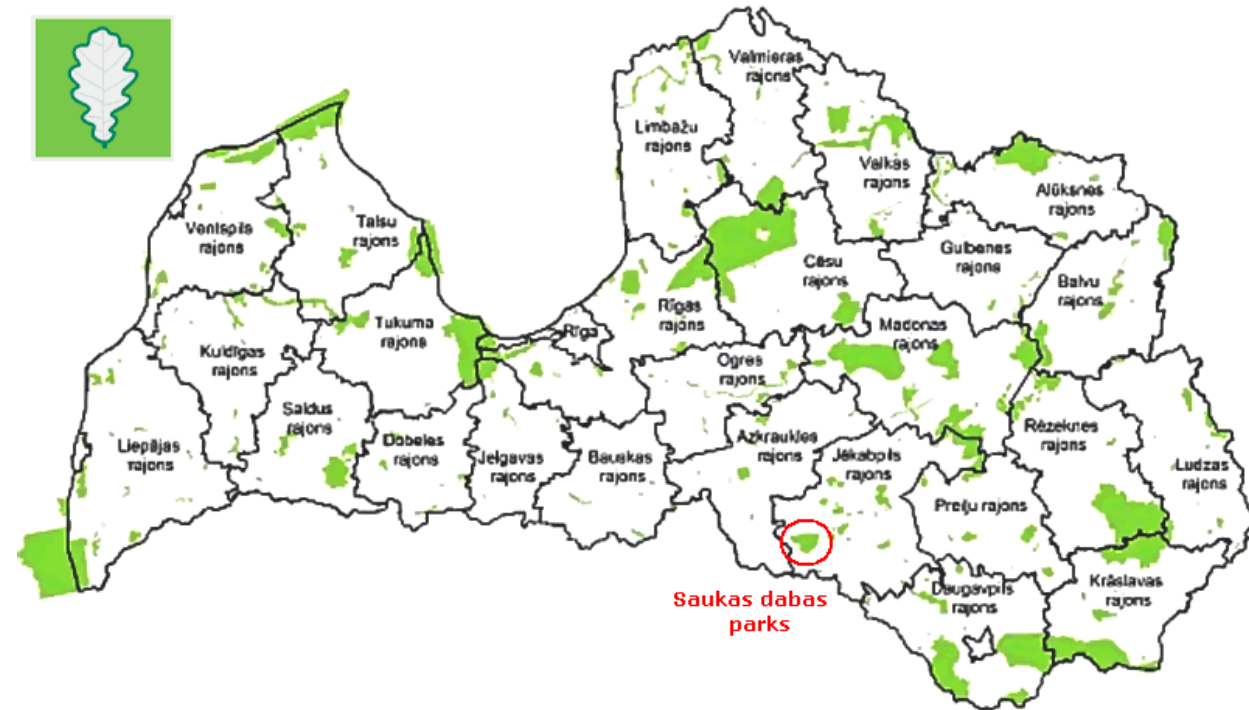 Valmieras
rajons
Limbažu
rajons
Valkas
rajons
Alūksnes
rajons
Ventspils
rajons
Talsu
rajons
Gulbenes
rajons
Cēsu
rajons
Balvu
rajons
Rīgas
rajons
Tukuma
rajons
Rīga
Madonas
rajons
Kuldīgas
rajons
Ogres
rajons
Saldus
rajons
Dobeles
rajons
Liepājas
rajons
Jelgavas
rajons
Bauskas
rajons
Azkraukles
rajons
Jēkabpils
rajons
Rēzeknes
rajons
Ludzas
rajons
Preiļu rajons
Krāslavas
rajons
Daugavpils
rajons
Saukas dabas
parks